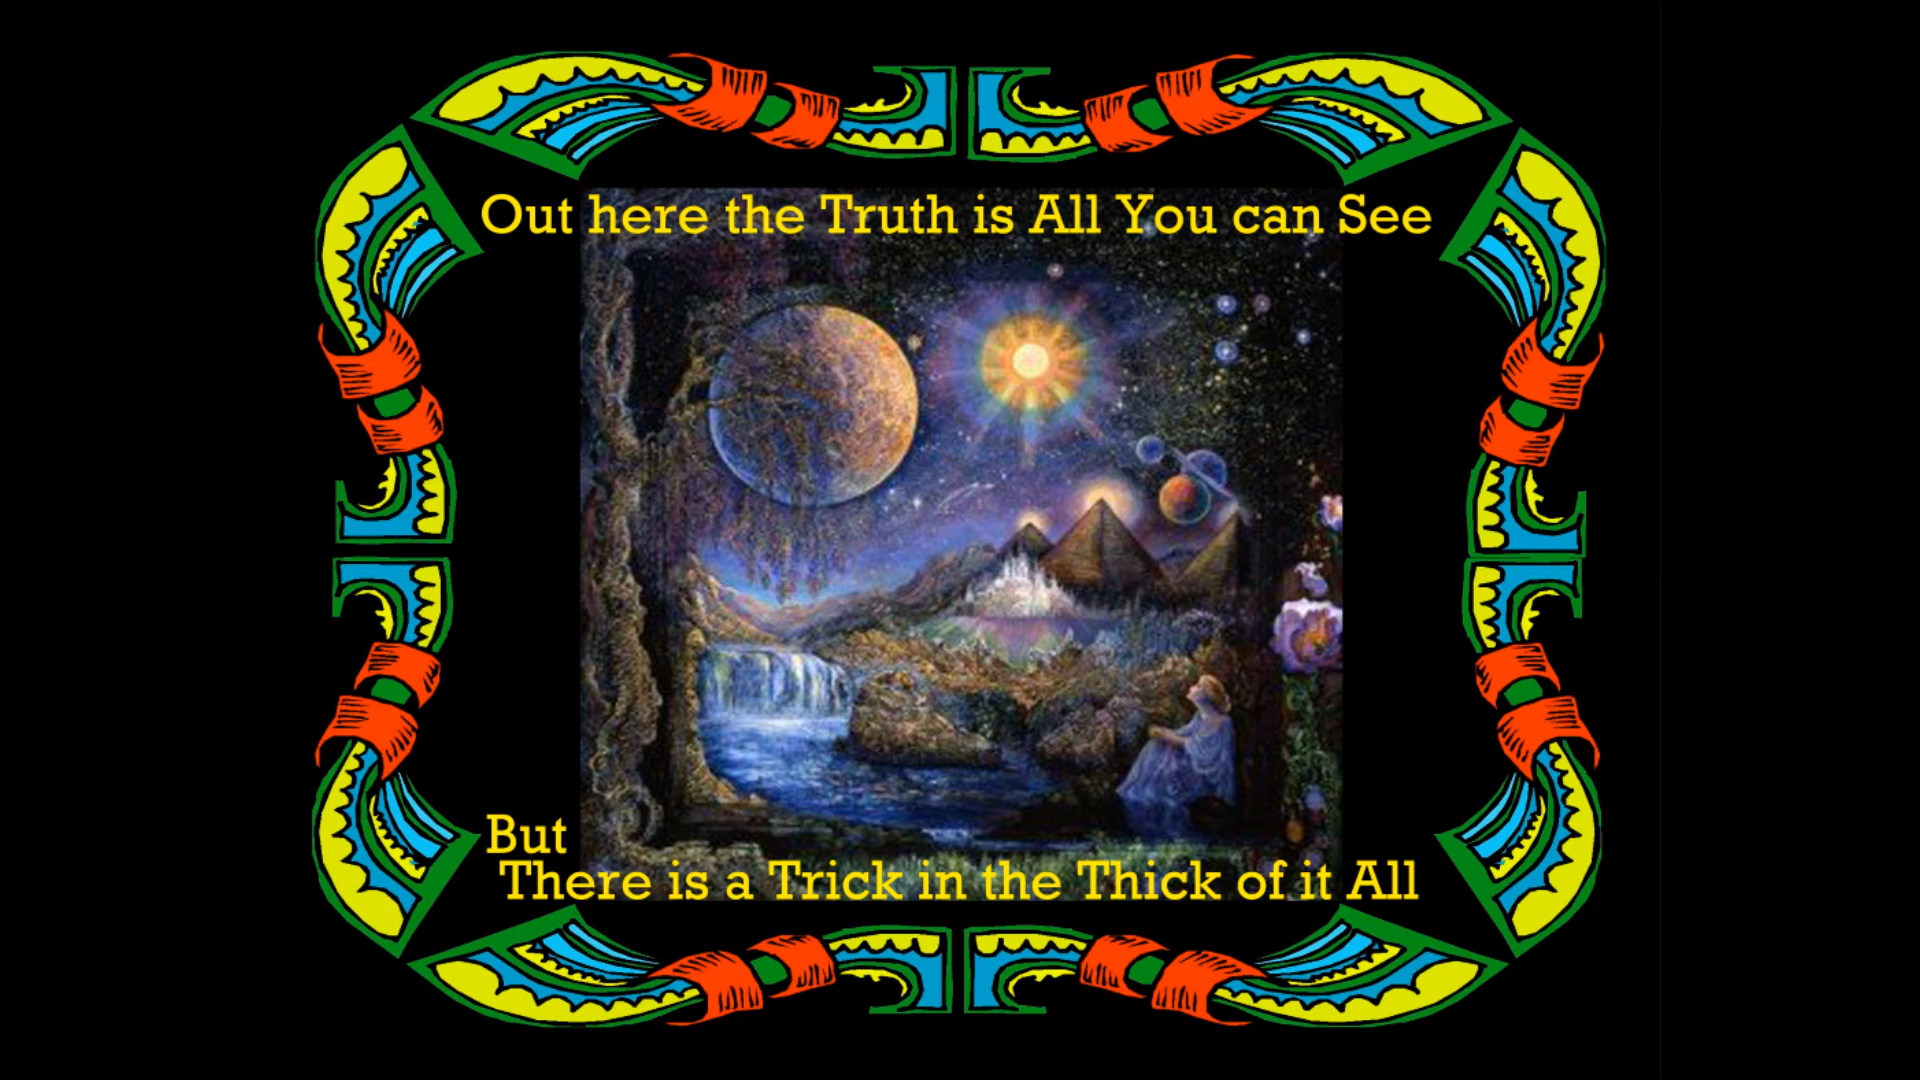 Out here the Truth is All You can See
But
There is a Trick in the Thick of it All